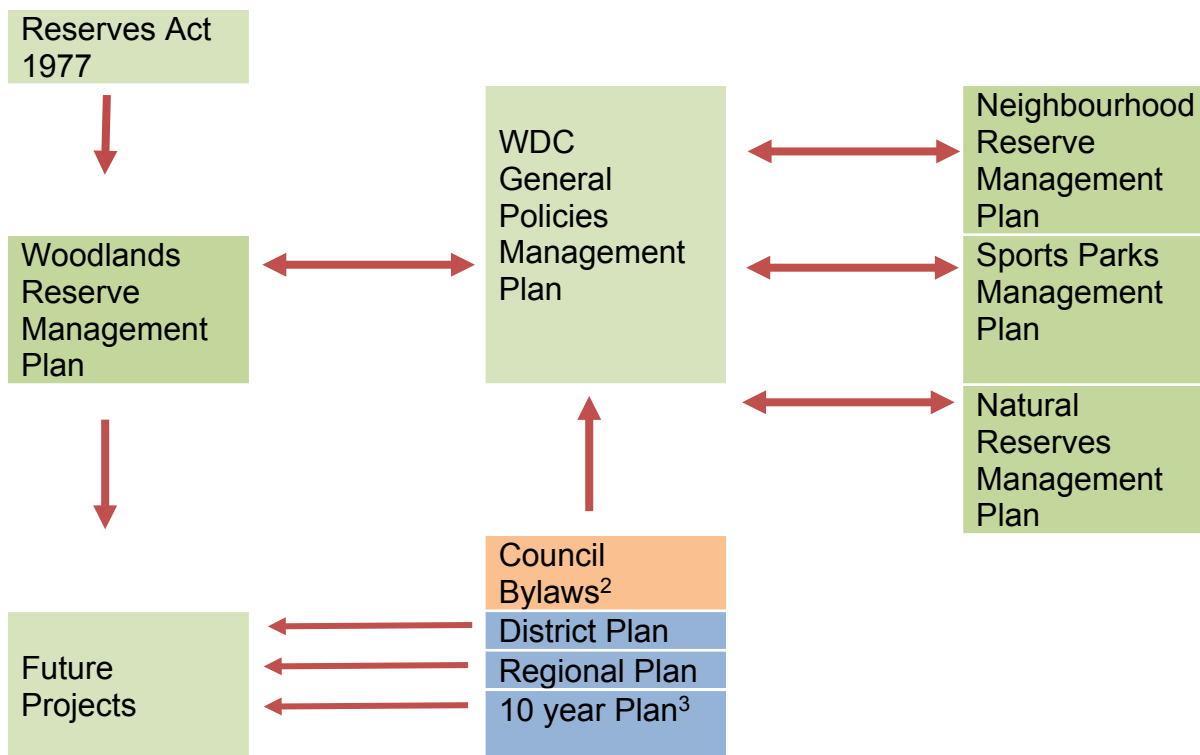 Reserves Act
1977
Woodlands
Reserve
Management
Plan
Future
Projects
WDC
General
Policies
Management
Plan
Council
Bylaws²
District Plan
Regional Plan
10 year Plan³
Neighbourhood
Reserve
Management
Plan
Sports Parks
Management
Plan
Natural
Reserves
Management
Plan